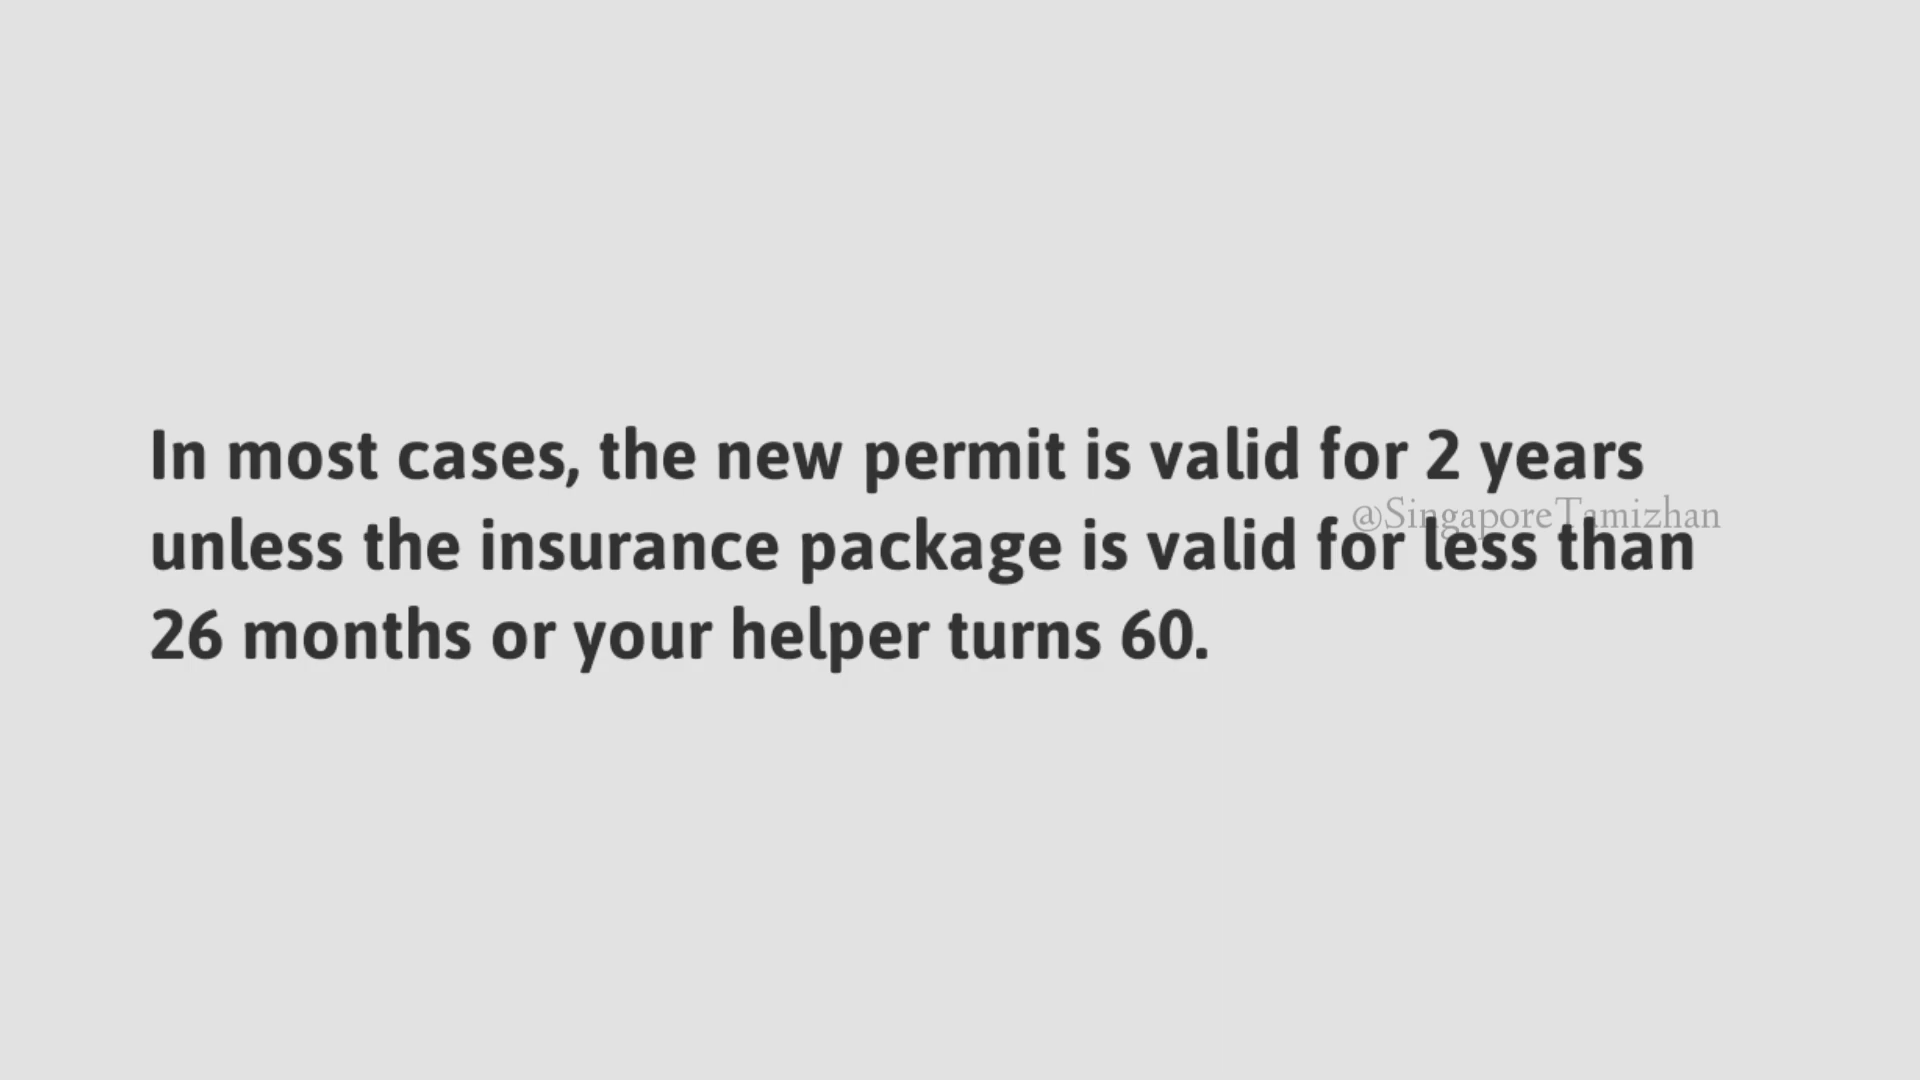 In most cases, the new permit is valid for 2 years
@SingaporeTamizhan
unless the insurance package is valid for less than
26 months or your helper turns 60.